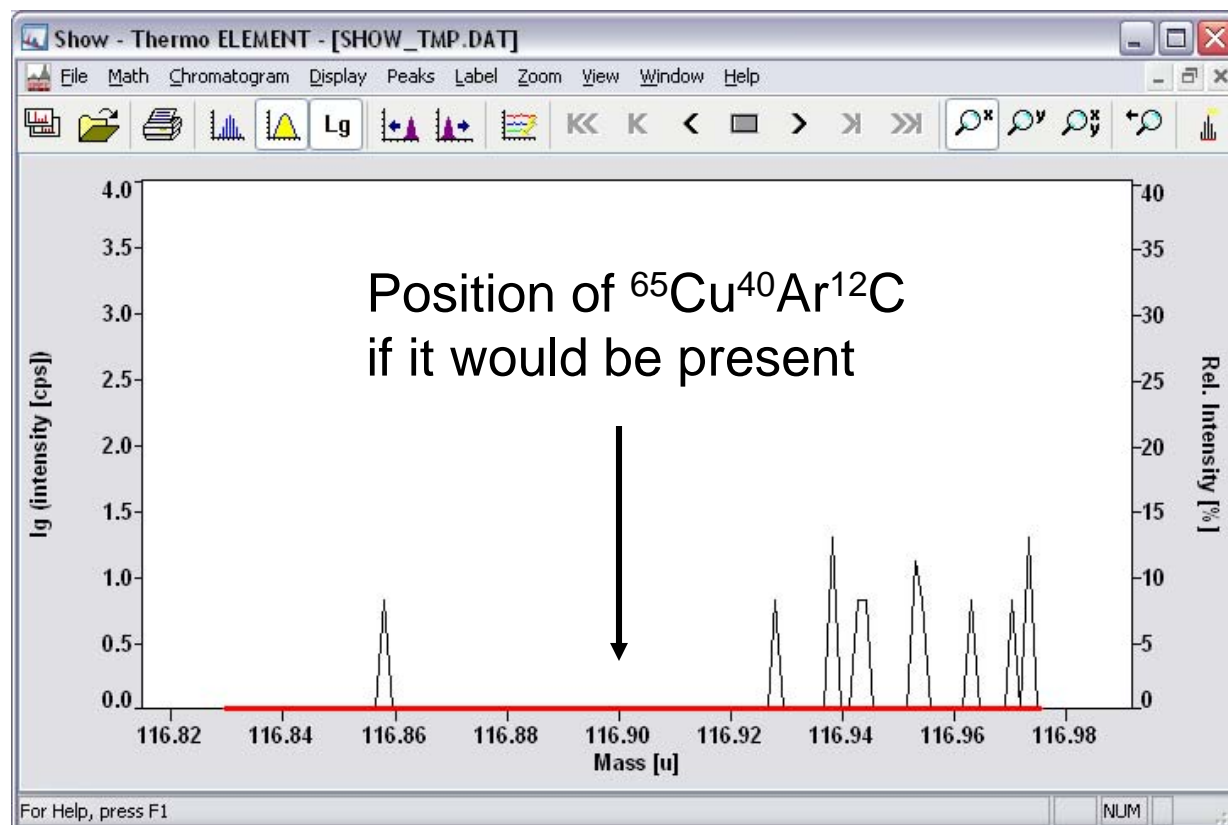 Show - Thermo ELEMENT - [SHOW_TMP.DAT]
File Math Chromatogram Display Peaks Label Zoom View Window Help
Lg
Position of ⁶⁵Cu⁴⁰Ar¹²C
if it would be present
lg (intensity [cps])
4.0
3.5
3.0
2.5
2.0
1.5
1.0
0.5
0.0
40
35
30
25
20
15
10
5
0
Rel. Intensity [%]
116.82 116.84 116.86 116.88 116.90 116.92 116.94 116.96 116.98
Mass [u]
For Help, press F1 NUM